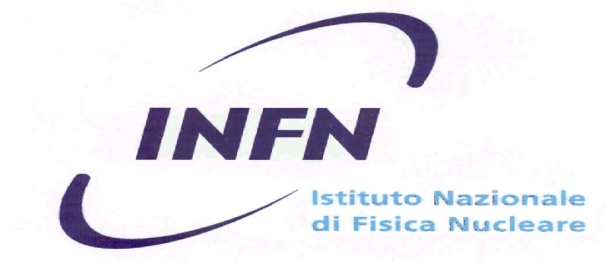 INFN
Istituto Nazionale
di Fisica Nucleare